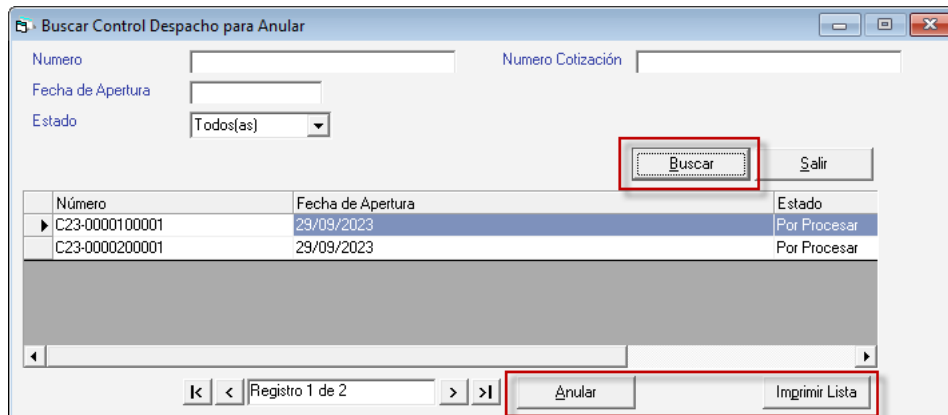 Buscar Control Despacho para Anular
Numero Numero Cotización
Fecha de Apertura
Estado Todos(as)
Buscar Salir
Número Fecha de Apertura Estado
C23-0000100001 29/09/2023 Por Procesar
C23-0000200001 29/09/2023 Por Procesar
Registro 1 de 2 Anular Imprimir Lista